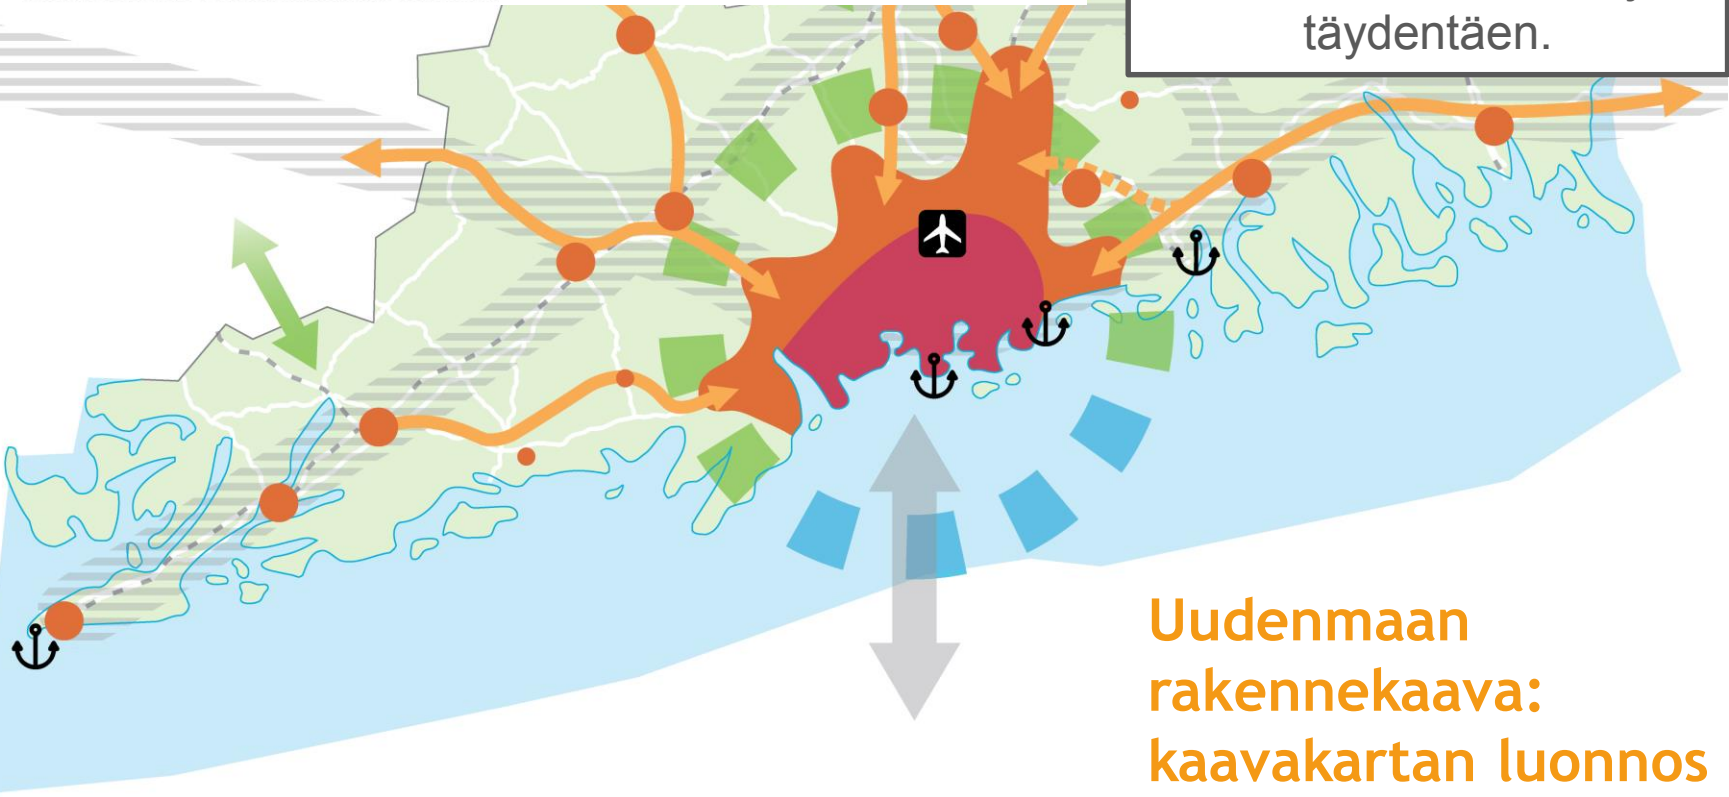 täydentäen.
Uudenmaan
rakennekaava:
kaavakartan luonnos